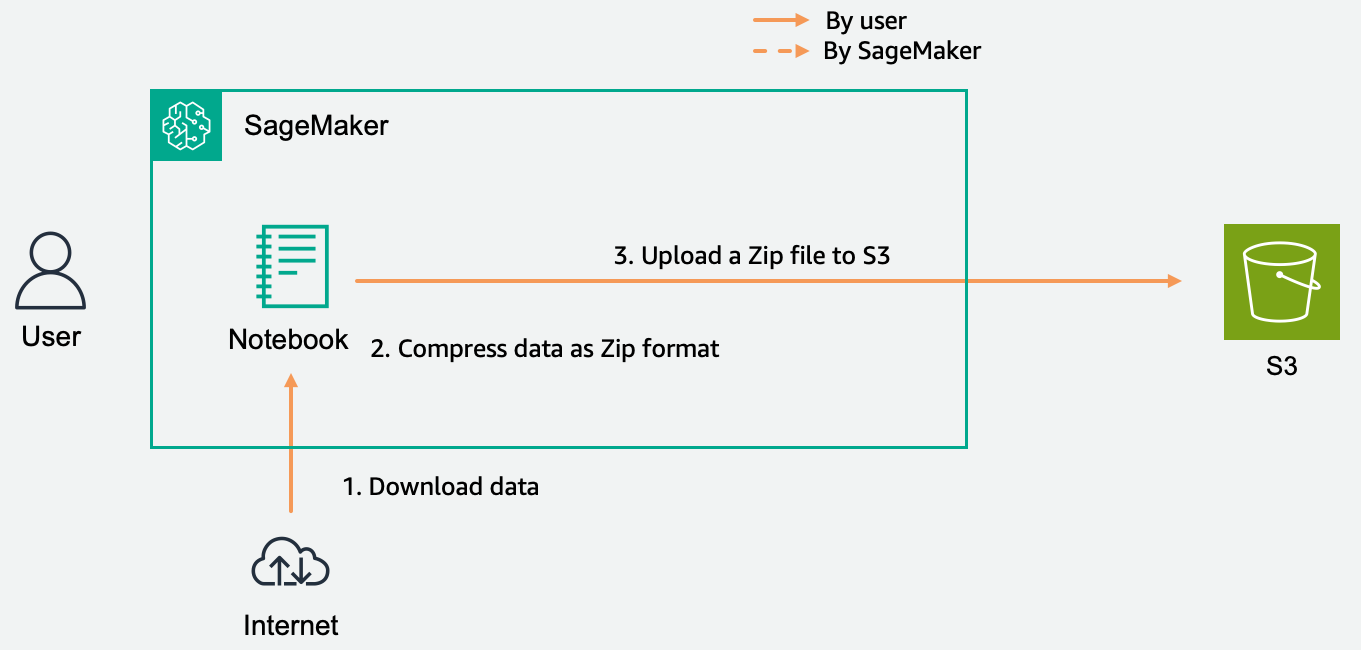 By user
By SageMaker
SageMaker
3. Upload a Zip file to S3
User
Notebook
2. Compress data as Zip format
S3
1. Download data
Internet